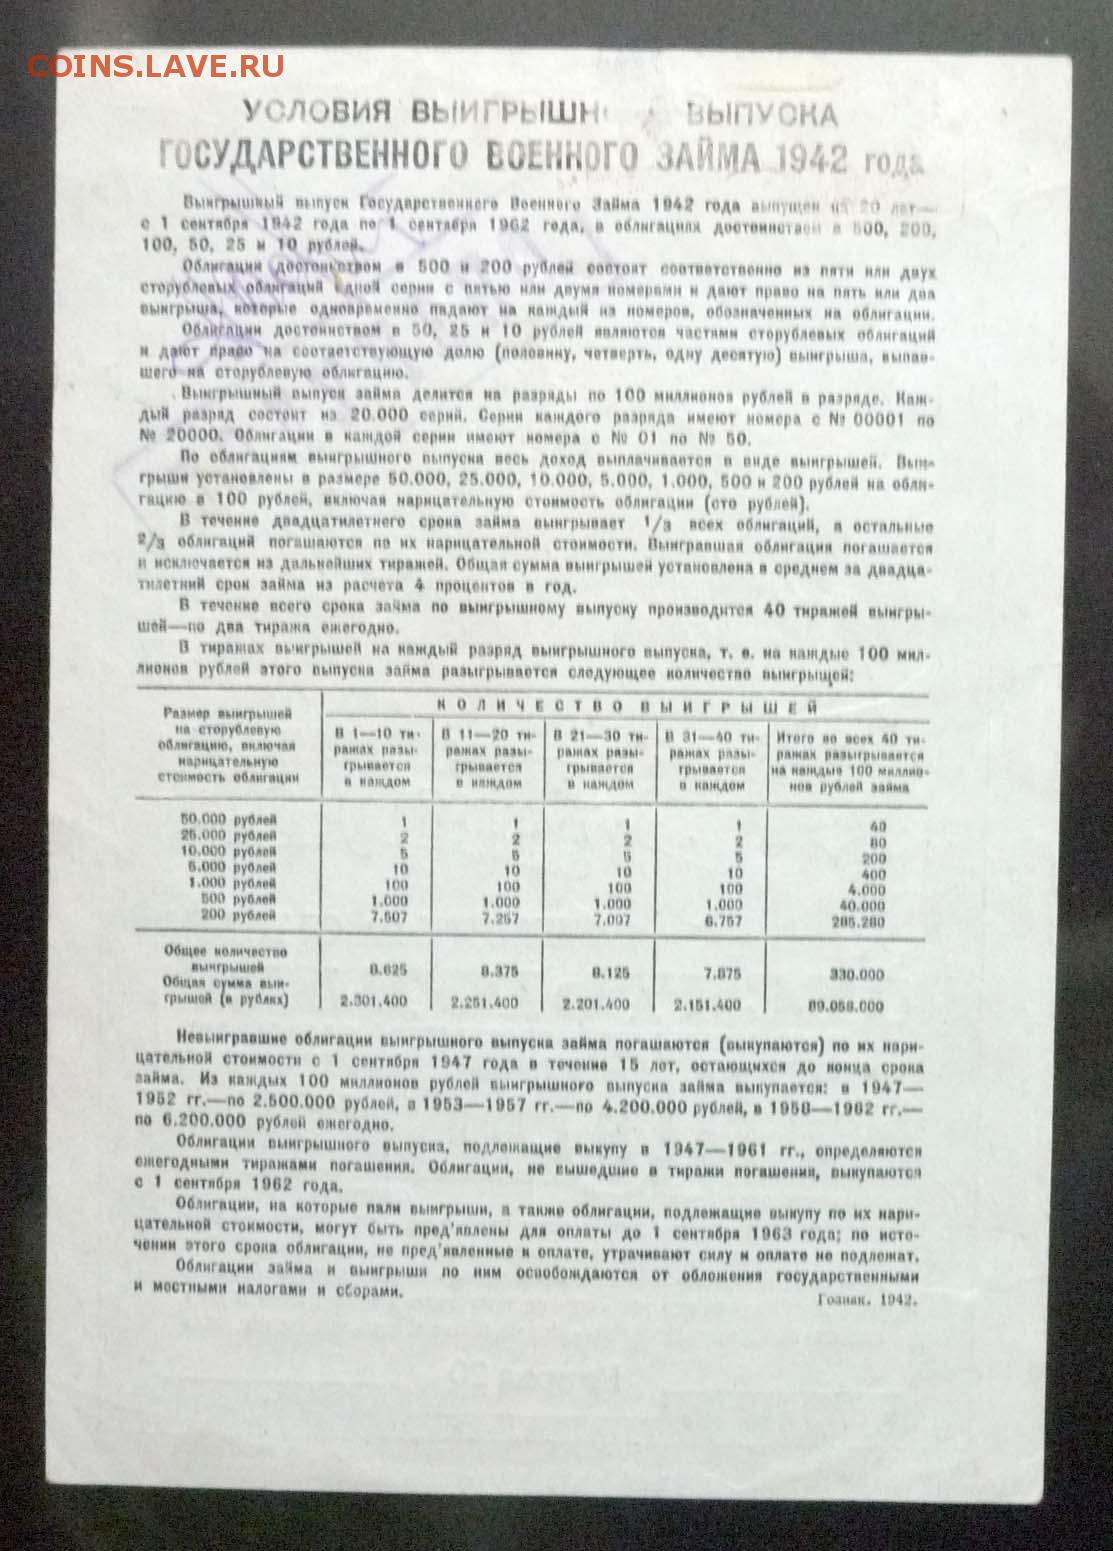 COINS.LAVE.RU
УСЛОВИЯ ВЫИГРЫШН ВЫПУСКА
ГОСУДАРСТВЕННОГО ВОЕННОГО ЗАЙМА 1942 года
Выигрышный выпуск Государственного Военного Займа 1942 года выпущен на 20 лет—
с 1 сентября 1942 года по 1 сентября 1962 года, в облигациях достоинством в 500, 200,
100, 50, 25 и 10 рублей.
Облигации достоинством в 500 и 200 рублей состоят соответственно из пяти или двух
сторублевых облигаций одной серии с пятью или двумя номерами и дают право на пять или два
выигрыша, которые одновременно падают на каждый из номеров, обозначенных на облигации.
Облигации достоинством в 50, 25 и 10 рублей являются частями сторублевых облигаций
и дают право на соответствующую долю (половину, четверть, одну десятую) выигрыша, выпав-
шего на сторублевую облигацию.
Выигрышный выпуск займа делится на разряды по 100 миллионов рублей в разряде. Каж-
дый разряд состоит из 20.000 серий. Серии каждого разряда имеют номера с № 00001 по
№ 20000. Облигации в каждой серии имеют номера с № 01 по № 50.
По облигациям выигрышного выпуска весь доход выплачивается в виде выигрышей. Выи-
грыши установлены в размере 50.000, 25.000, 10.000, 5.000, 1.000, 500 и 200 рублей на обли-
гацию в 100 рублей, включая нарицательную стоимость облигации (сто рублей).
В течение двадцатилетнего срока займа выигрывает 1/3 всех облигаций, а остальные
2/3 облигаций погашаются по их нарицательной стоимости. Выигравшая облигация погашается
и исключается из дальнейших тиражей. Общая сумма выигрышей установлена в среднем за двадца-
тилетний срок займа из расчета 4 процентов в год.
В течение всего срока займа по выигрышному выпуску производится 40 тиражей выигры-
шей—по два тиража ежегодно.
В тиражах выигрышей на каждый разряд выигрышного выпуска, т. е. на каждые 100 мил-
лионов рублей этого выпуска займа разыгрывается следующее количество выигрышей:
Размер выигрышей
на сторублевую
облигацию, включая
нарицательную
стоимость облигации
КОЛИЧЕСТВО ВЫИГРЫШЕЙ
В 1—10 ти-
ражах разы-
грывается
в каждом
В 11—20 ти-
ражах разы-
грывается
в каждом
В 21—30 ти-
ражах разы-
грывается
в каждом
В 31—40 ти-
ражах разы-
грывается
в каждом
Итого во всех 40 ти-
ражах разыгрывается
на каждые 100 миллио-
нов рублей займа
50.000 рублей 1 1 1 1 40
25.000 рублей 2 2 2 2 80
10.000 рублей 5 5 5 5 200
5.000 рублей 10 10 10 10 400
1.000 рублей 100 100 100 100 4.000
500 рублей 1.000 1.000 1.000 1.000 40.000
200 рублей 7.507 7.257 7.007 6.757 285.280
Общее количество
выигрышей 8.625 8.375 8.125 7.875 330.000
Общая сумма выи-
грышей (в рублях) 2.301.400 2.251.400 2.201.400 2.151.400 89.056.000
Невыигравшие облигации выигрышного выпуска займа погашаются (выкупаются) по их нари-
цательной стоимости с 1 сентября 1947 года в течение 15 лет, остающихся до конца срока
займа. Из каждых 100 миллионов рублей выигрышного выпуска займа выкупается: в 1947—
1952 гг.—по 2.500.000 рублей, в 1953—1957 гг.—по 4.200.000 рублей, в 1958—1962 гг.—
по 6.200.000 рублей ежегодно.
Облигации выигрышного выпуска, подлежащие выкупу в 1947—1961 гг., определяются
ежегодными тиражами погашения. Облигации, не вышедшие в тиражи погашения, выкупаются
с 1 сентября 1962 года.
Облигации, на которые пали выигрыши, а также облигации, подлежащие выкупу по их нари-
цательной стоимости, могут быть пред'явлены для оплаты до 1 сентября 1963 года; по исте-
чении этого срока облигации, не пред'явленные к оплате, утрачивают силу и оплате не подлежат.
Облигации займа и выигрыши по ним освобождаются от обложения государственными
и местными налогами и сборами.
Гознак. 1942.